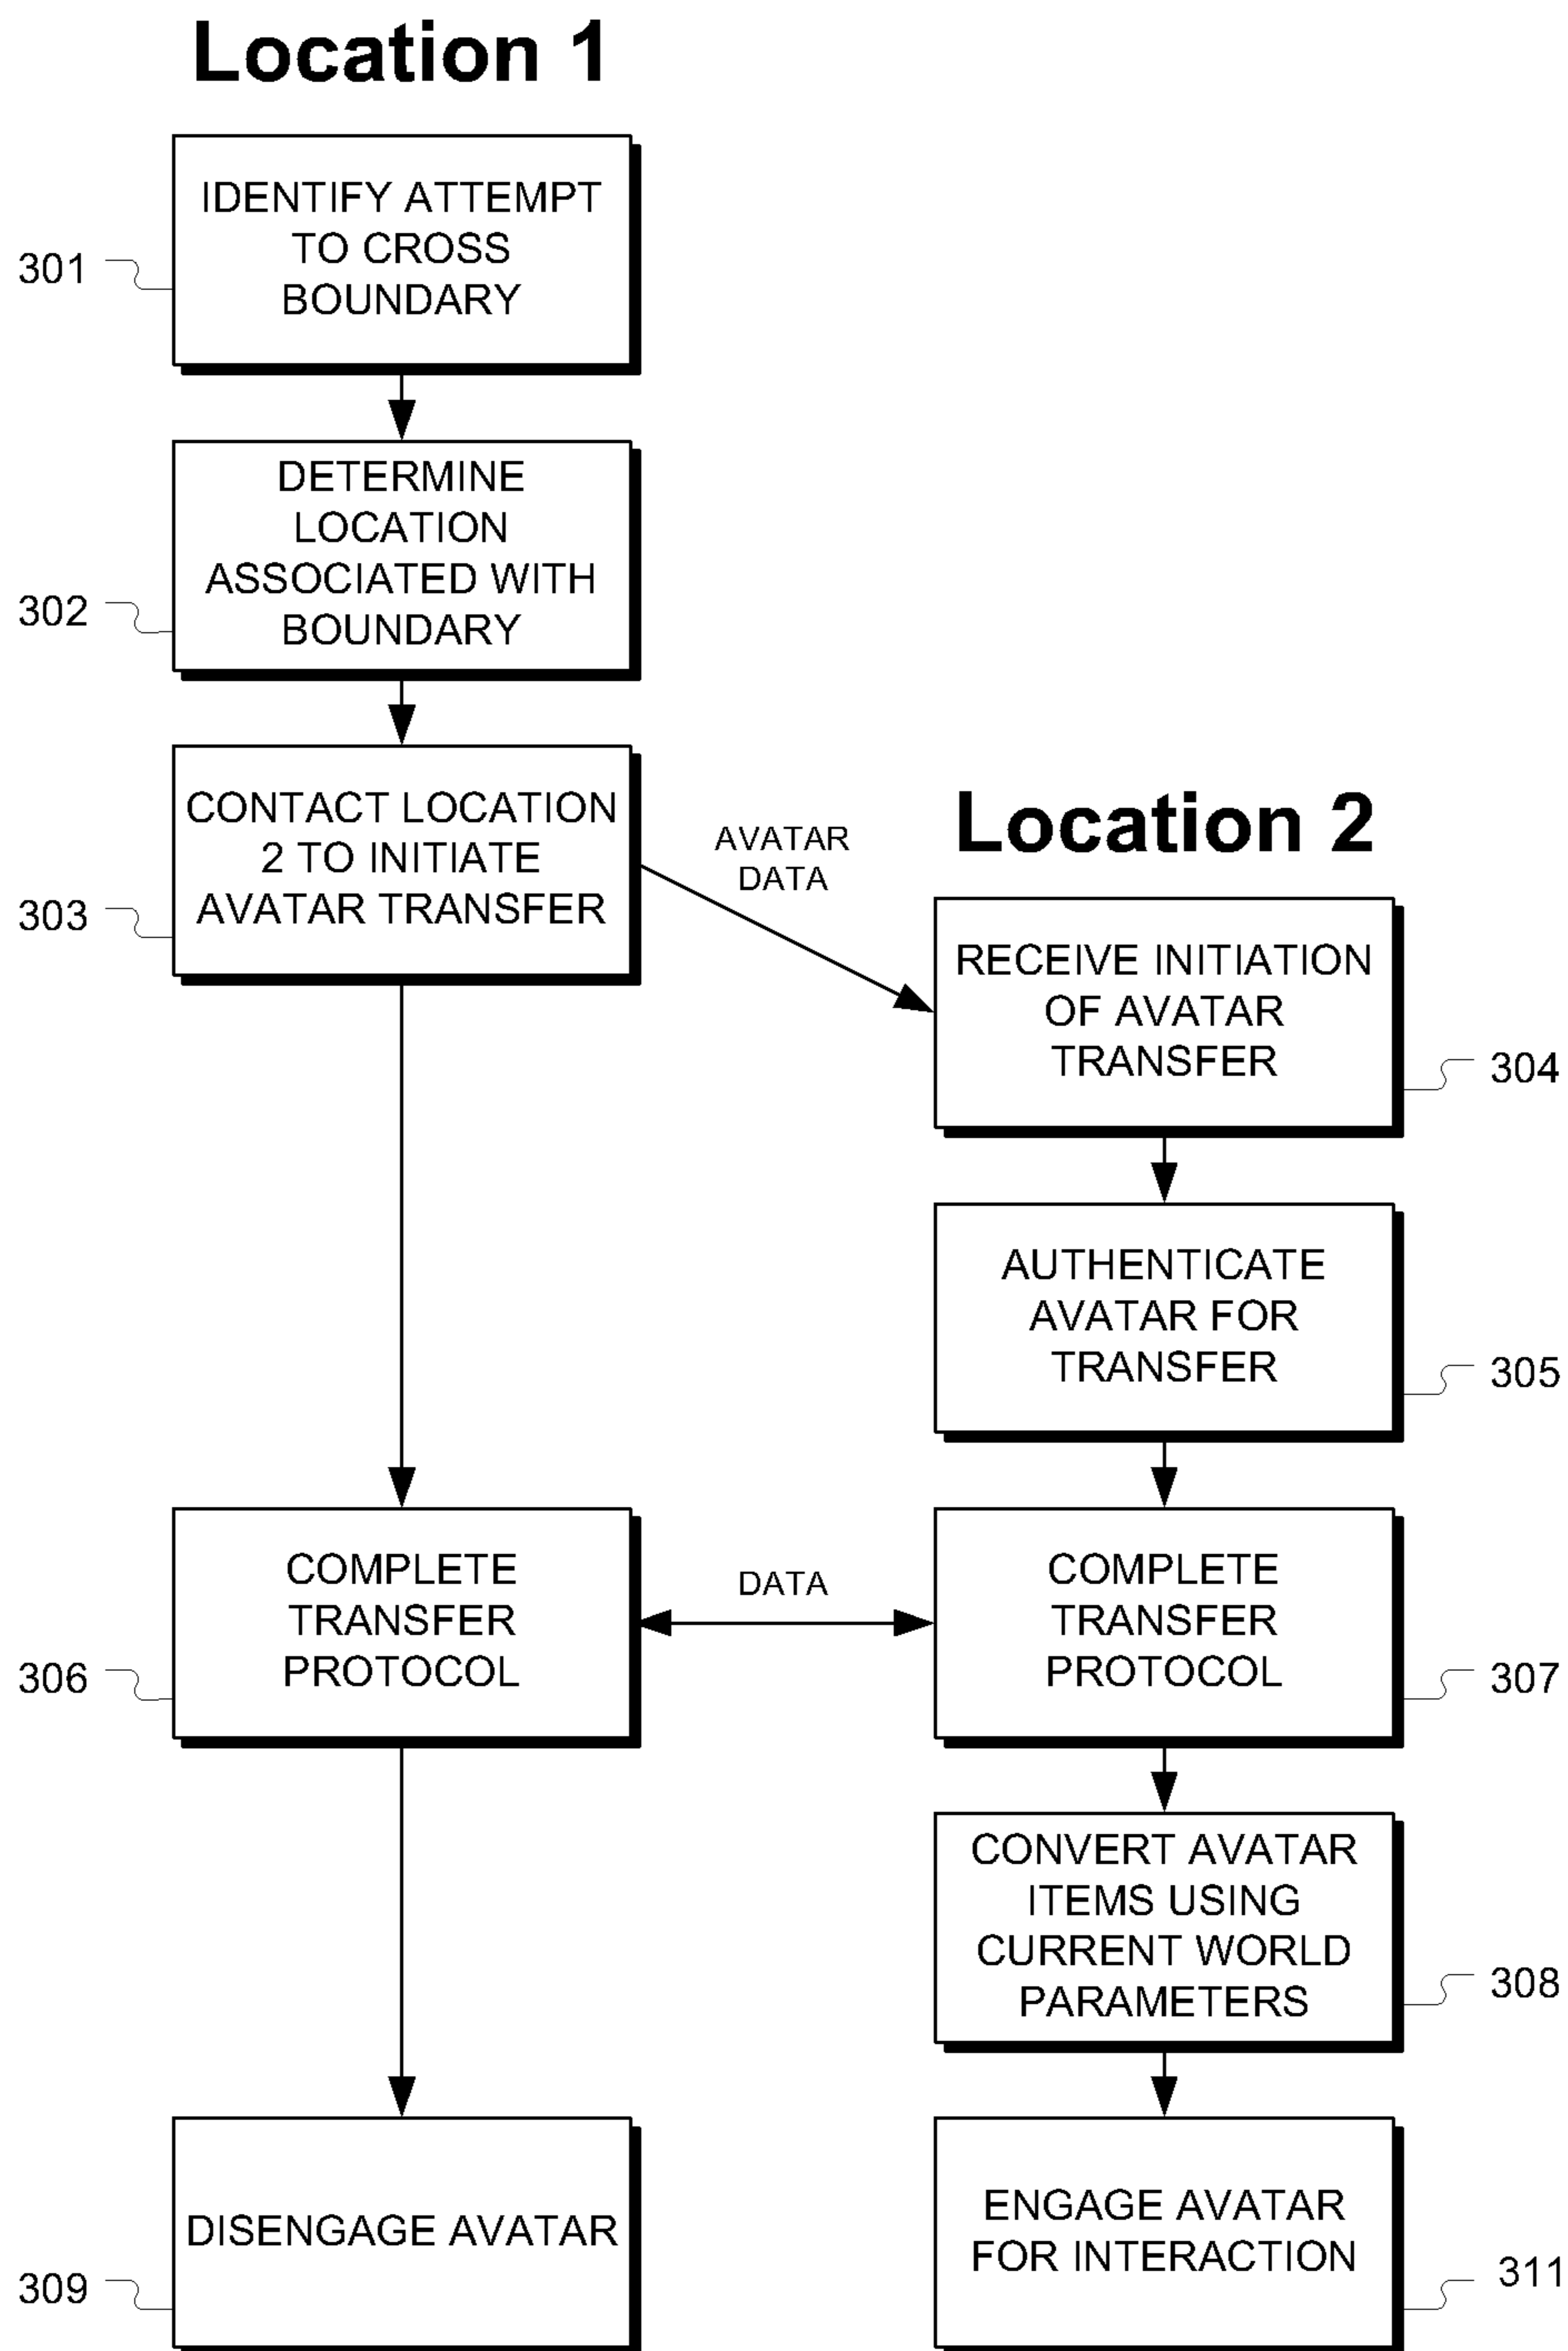 Location 1
IDENTIFY ATTEMPT
TO CROSS
BOUNDARY
301
DETERMINE
LOCATION
ASSOCIATED WITH
BOUNDARY
302
CONTACT LOCATION
2 TO INITIATE
AVATAR TRANSFER
303
AVATAR
DATA
Location 2
RECEIVE INITIATION
OF AVATAR
TRANSFER
304
AUTHENTICATE
AVATAR FOR
TRANSFER
305
COMPLETE
TRANSFER
PROTOCOL
306
DATA
COMPLETE
TRANSFER
PROTOCOL
307
CONVERT AVATAR
ITEMS USING
CURRENT WORLD
PARAMETERS
308
DISENGAGE AVATAR
309
ENGAGE AVATAR
FOR INTERACTION
311